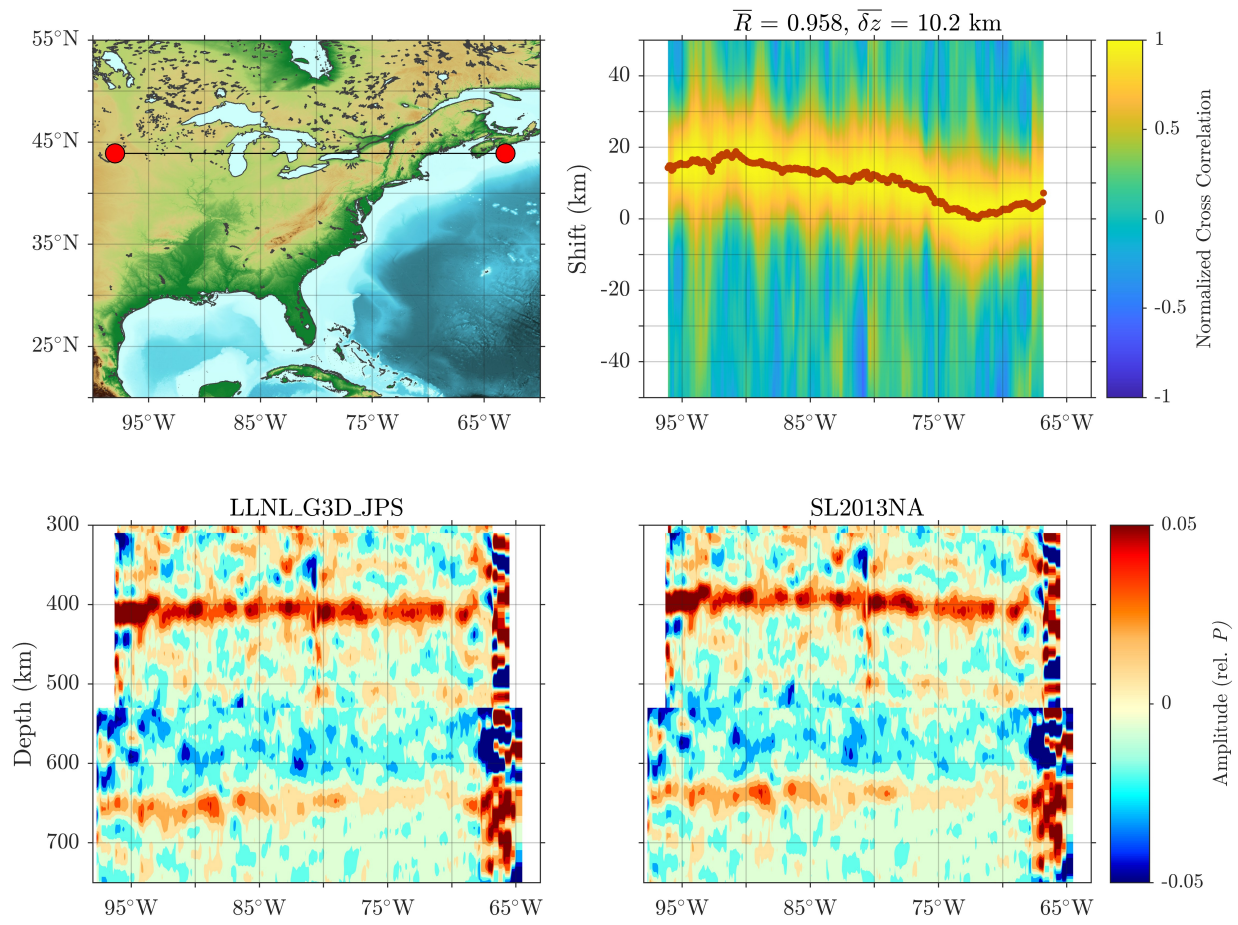 55°N
45°N
35°N
25°N
95°W
85°W
75°W
65°W
R = 0.958, δz = 10.2 km
Shift (km)
40
20
0
-20
-40
95°W
85°W
75°W
65°W
Normalized Cross Correlation
1
0.5
0
-0.5
-1
LLNL_G3D_JPS
Depth (km)
300
400
500
600
700
95°W
85°W
75°W
65°W
SL2013NA
95°W
85°W
75°W
65°W
Amplitude (rel. P)
0.05
0
-0.05